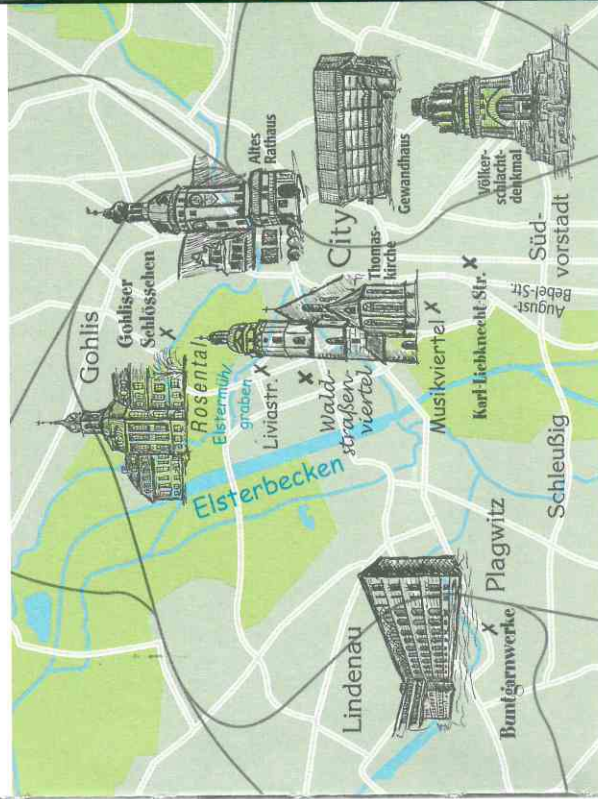 Gohlis
Gohliser
Schlösschen
Altes
Rathaus
Rosental
Elstermühl
graben
Liviastr.
Elsterbecken
Wald-
straßen-
viertel
City
Thomas-
kirche
Gewandhaus
Völker-
schlacht-
denkmal
Musikviertel
Karl-Liebknecht-Str.
Süd-
vorstadt
August-
Bebel-Str.
Lindenau
Plagwitz
Schleußig
Buntgarnwerke